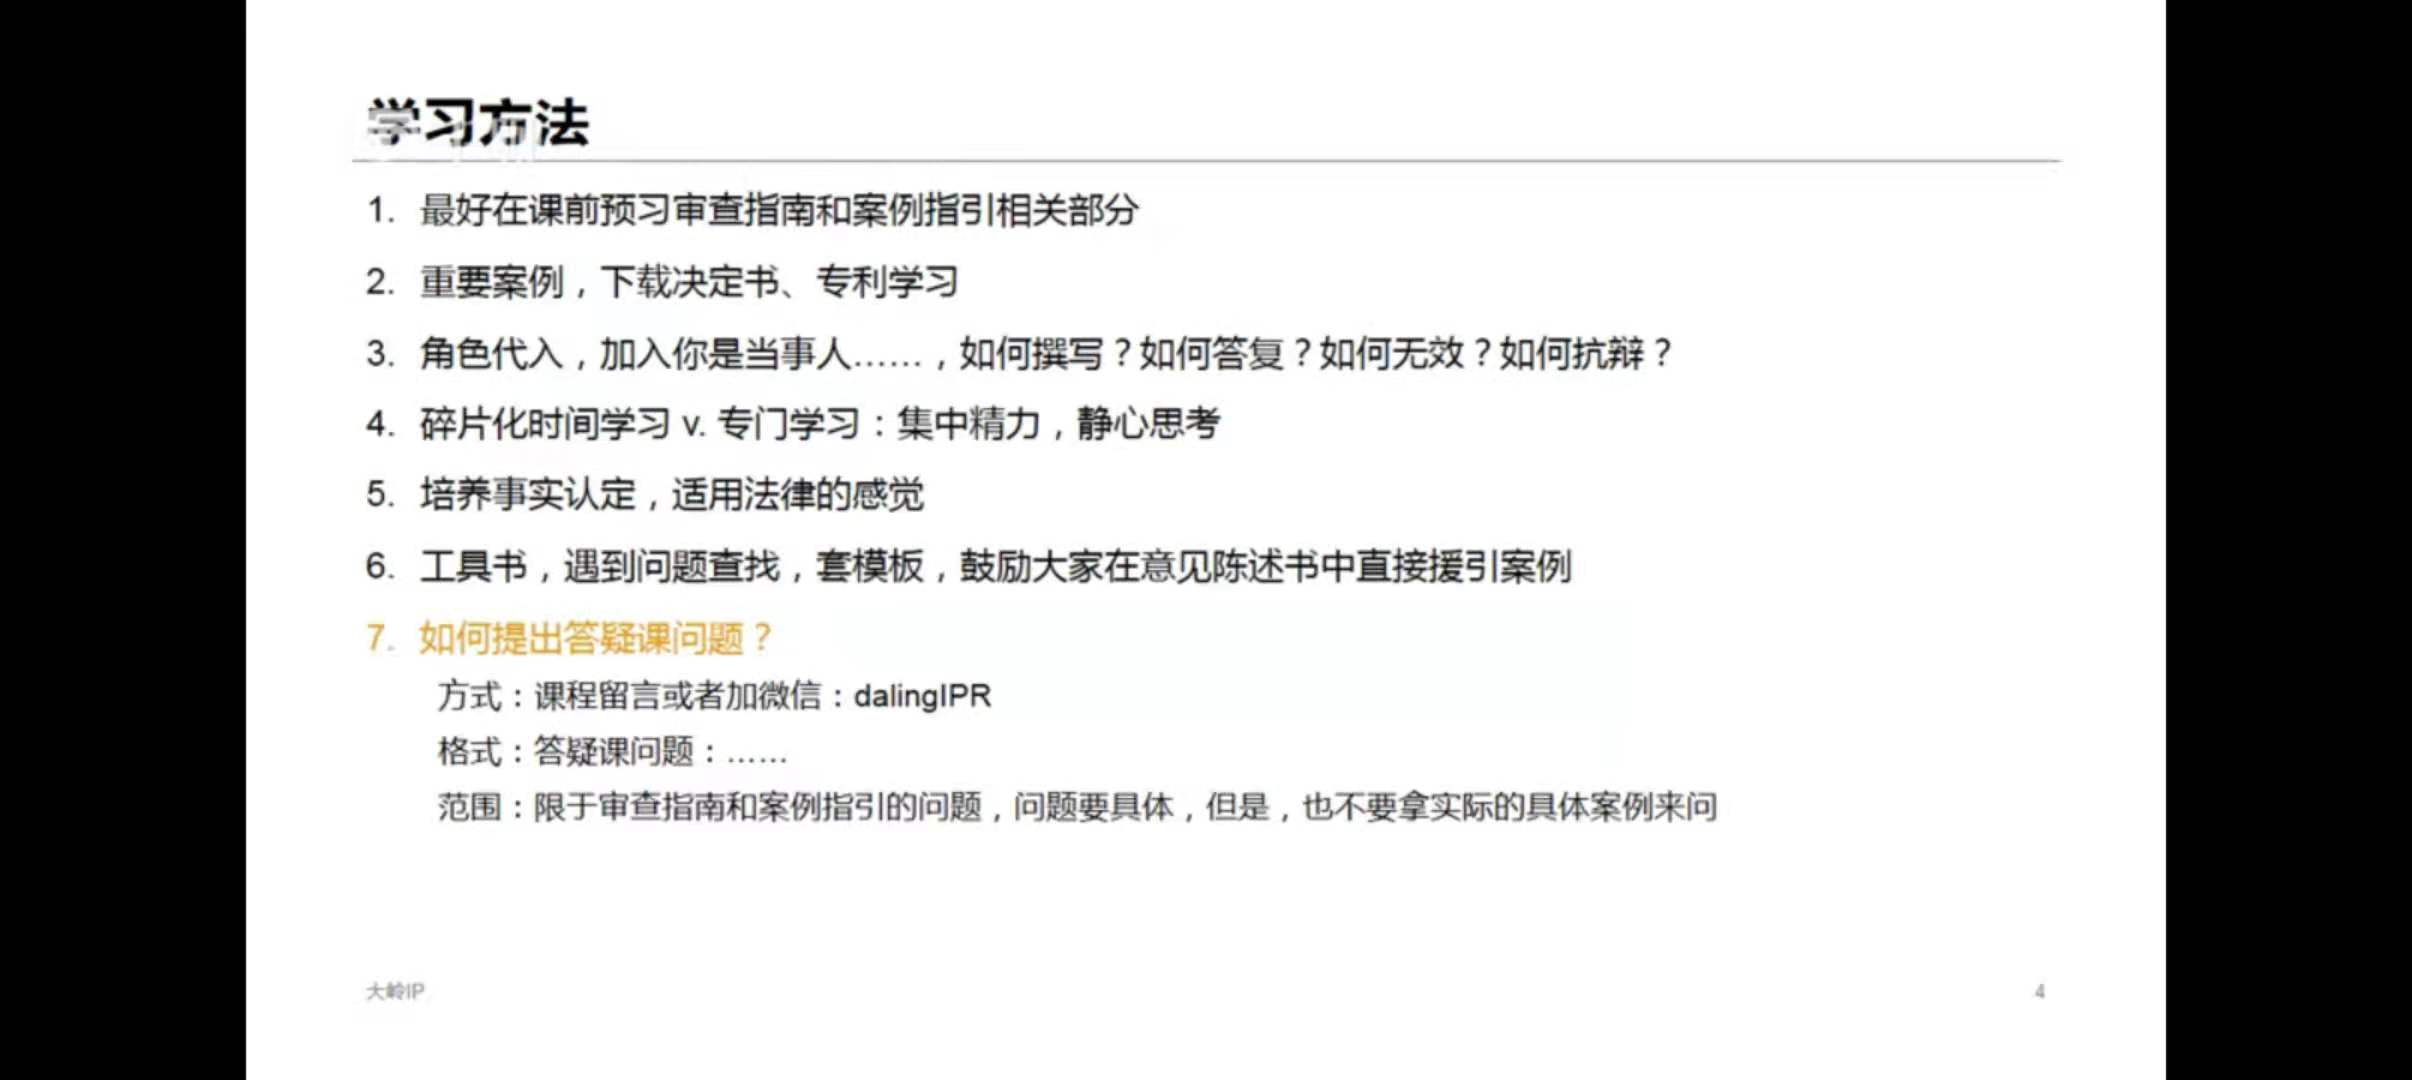 学习方法
1. 最好在课前预习审查指南和案例指引相关部分
2. 重要案例，下载决定书、专利学习
3. 角色代入，加入你是当事人……，如何撰写？如何答复？如何无效？如何抗辩？
4. 碎片化时间学习 v. 专门学习：集中精力，静心思考
5. 培养事实认定，适用法律的感觉
6. 工具书，遇到问题查找，套模板，鼓励大家在意见陈述书中直接援引案例
7. 如何提出答疑课问题？
方式：课程留言或者加微信：dalingIPR
格式：答疑课问题：……
范围：限于审查指南和案例指引的问题，问题要具体，但是，也不要拿实际的具体案例来问
大岭IP
4